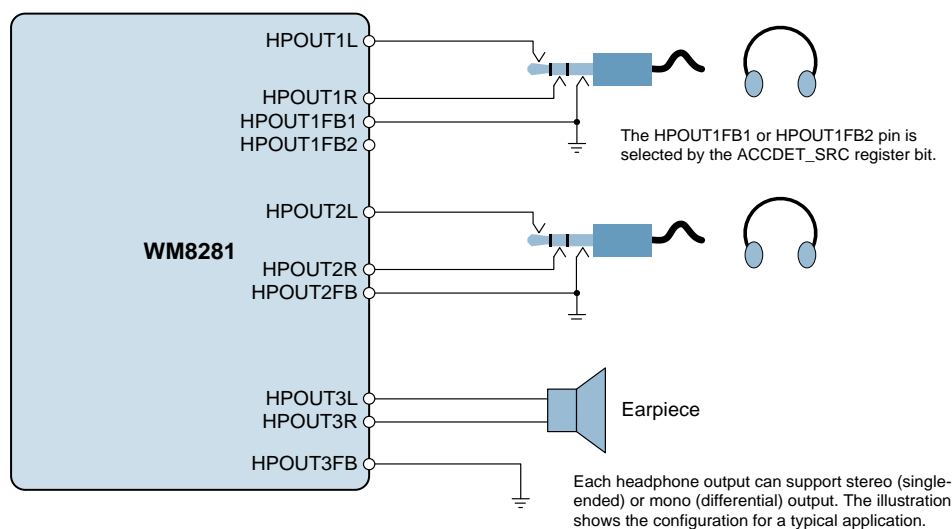 HPOUT1L
HPOUT1R
HPOUT1FB1
HPOUT1FB2
The HPOUT1FB1 or HPOUT1FB2 pin is
selected by the ACCDET_SRC register bit.
HPOUT2L
WM8281
HPOUT2R
HPOUT2FB
HPOUT3L
Earpiece
HPOUT3R
HPOUT3FB
Each headphone output can support stereo (single-
ended) or mono (differential) output. The illustration
shows the configuration for a typical application.